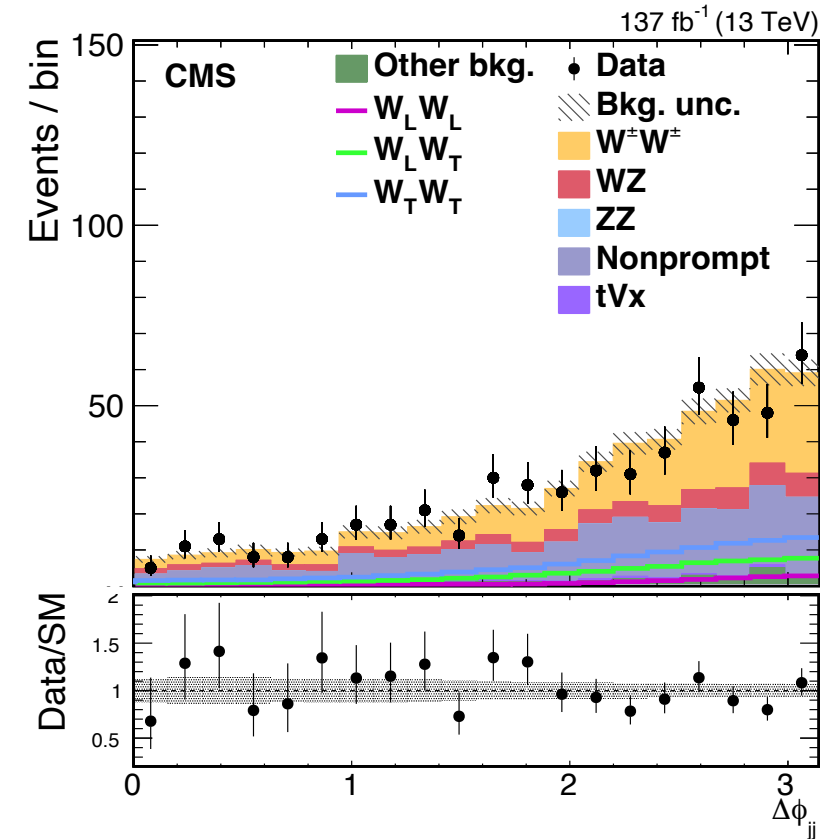 137 fb⁻¹ (13 TeV)
CMS
Other bkg.
W_L W_L
W_L W_T
W_T W_T
Data
Bkg. unc.
W±W±
WZ
ZZ
Nonprompt
tVx
Events / bin
150
100
50
Data/SM
2
1.5
1
0.5
0 1 2 3
Δϕ_jj